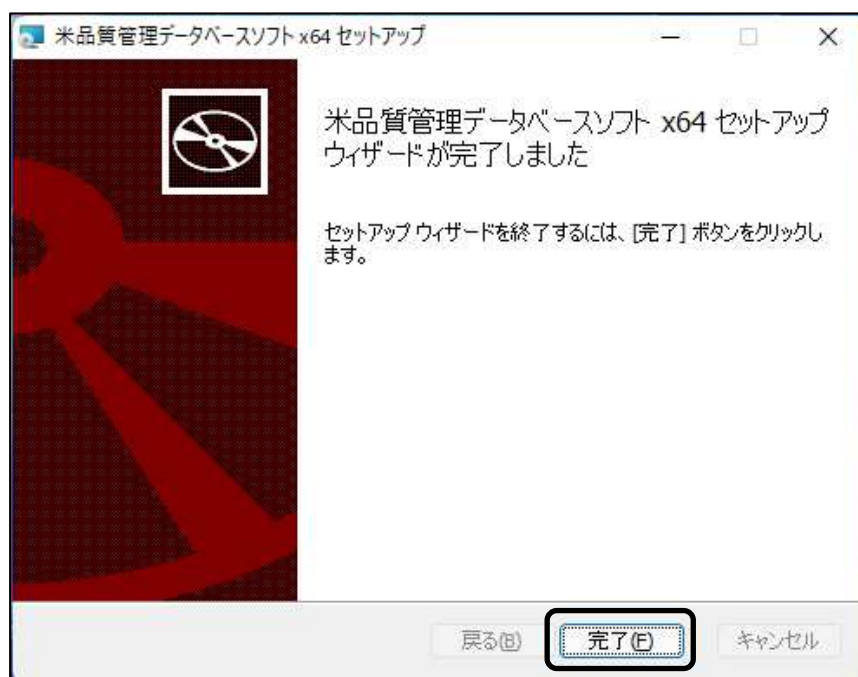 米品質管理データベースソフト x64 セットアップ
米品質管理データベースソフト x64 セットアップ
ウィザードが完了しました
セットアップ ウィザードを終了するには、[完了] ボタンをクリックし
ます。
戻る(B) 完了(F) キャンセル